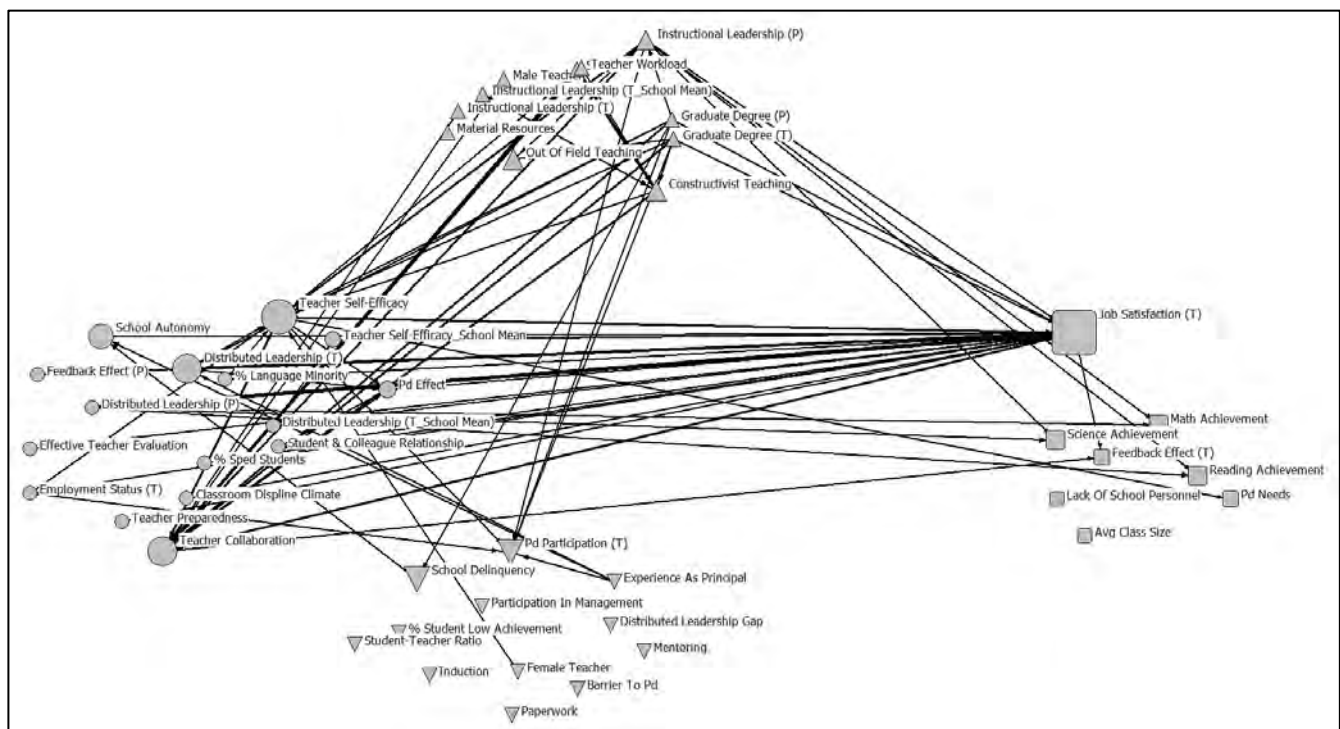 Instructional Leadership (P)
Teacher Workload
Male Teacher
Instructional Leadership (T_School Mean)
Instructional Leadership (T)
Graduate Degree (P)
Material Resources
Graduate Degree (T)
Out Of Field Teaching
Constructivist Teaching
Teacher Self-Efficacy
Job Satisfaction (T)
School Autonomy
Teacher Self-Efficacy_School Mean
Distributed Leadership (T)
Feedback Effect (P)
% Language Minority
Pd Effect
Distributed Leadership (P)
Distributed Leadership (T_School Mean)
Math Achievement
Science Achievement
Effective Teacher Evaluation
Student & Colleague Relationship
Feedback Effect (T)
% Sped Students
Reading Achievement
Employment Status (T)
Classroom Displine Climate
Lack Of School Personnel
Pd Needs
Teacher Preparedness
Avg Class Size
Teacher Collaboration
Pd Participation (T)
School Delinquency
Experience As Principal
Participation In Management
Distributed Leadership Gap
% Student Low Achievement
Student-Teacher Ratio
Mentoring
Induction
Female Teacher
Barrier To Pd
Paperwork